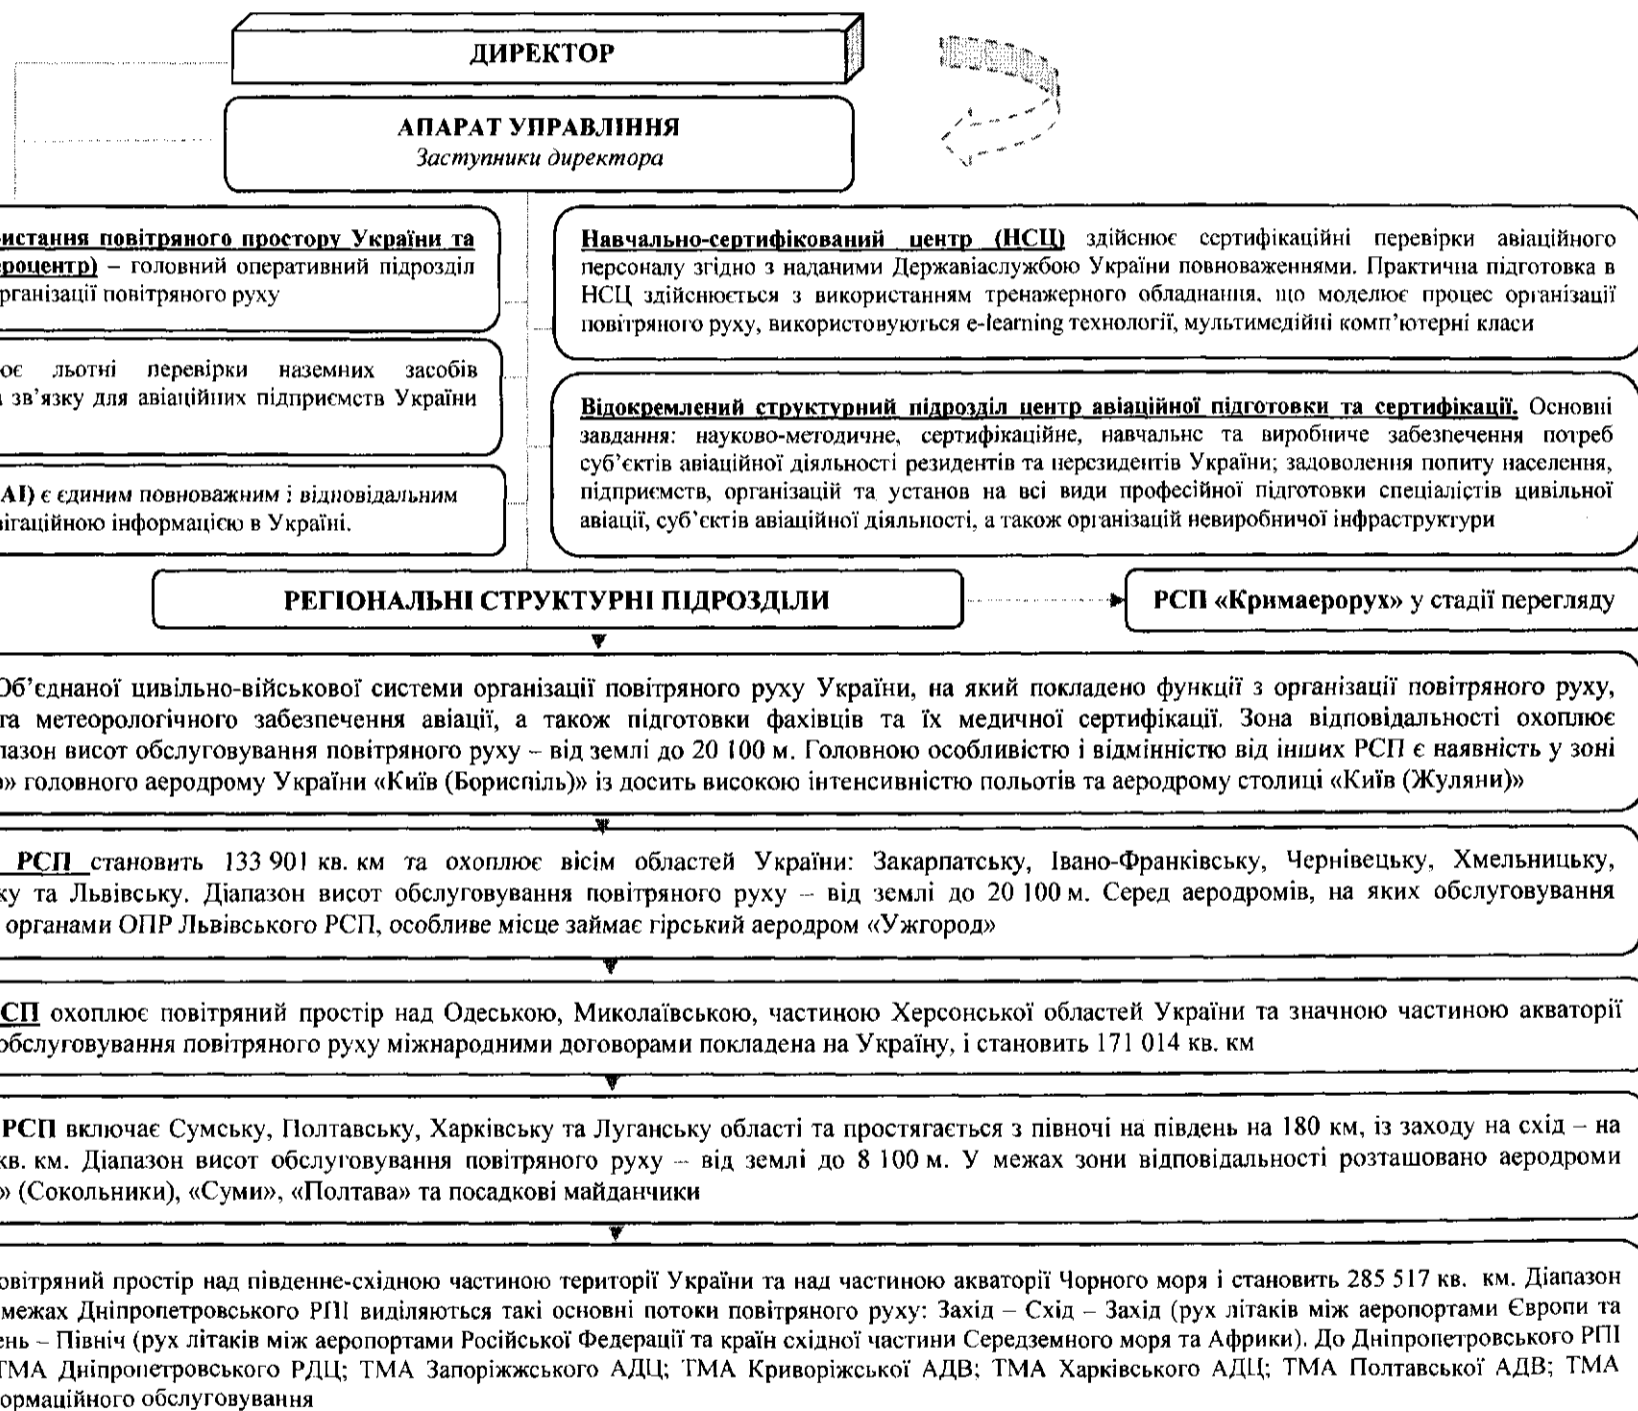 ДИРЕКТОР
АПАРАТ УПРАВЛІННЯ
Заступники директора
истання повітряного простору України та
ероцентр) – головний оперативний підрозділ
рганізації повітряного руху
ює льотні перевірки наземних засобів
зв'язку для авіаційних підприємств України
АІ) є єдиним повноважним і відповідальним
вігаційною інформацією в Україні.
Навчально-сертифікований центр (НСЦ) здійснює сертифікаційні перевірки авіаційного
персоналу згідно з наданими Державіаслужбою України повноваженнями. Практична підготовка в
НСЦ здійснюється з використанням тренажерного обладнання, що моделює процес організації
повітряного руху, використовуються e-learning технології, мультимедійні комп'ютерні класи
Відокремлений структурний підрозділ центр авіаційної підготовки та сертифікації. Основні
завдання: науково-методичне, сертифікаційне, навчальне та виробниче забезпечення потреб
суб'єктів авіаційної діяльності резидентів та нерезидентів України; задоволення попиту населення,
підприємств, організацій та установ на всі види професійної підготовки спеціалістів цивільної
авіації, суб'єктів авіаційної діяльності, а також організацій невиробничої інфраструктури
РЕГІОНАЛЬНІ СТРУКТУРНІ ПІДРОЗДІЛИ
РСП «Кримаерорух» у стадії перегляду
Об'єднаної цивільно-військової системи організації повітряного руху України, на який покладено функції з організації повітряного руху,
та метеорологічного забезпечення авіації, а також підготовки фахівців та їх медичної сертифікації. Зона відповідальності охоплює
пазон висот обслуговування повітряного руху – від землі до 20 100 м. Головною особливістю і відмінністю від інших РСП є наявність у зоні
» головного аеродрому України «Київ (Бориспіль)» із досить високою інтенсивністю польотів та аеродрому столиці «Київ (Жуляни)»
РСП становить 133 901 кв. км та охоплює вісім областей України: Закарпатську, Івано-Франківську, Чернівецьку, Хмельницьку,
ку та Львівську. Діапазон висот обслуговування повітряного руху – від землі до 20 100 м. Серед аеродромів, на яких обслуговування
органами ОПР Львівського РСП, особливе місце займає гірський аеродром «Ужгород»
СП охоплює повітряний простір над Одеською, Миколаївською, частиною Херсонської областей України та значною частиною акваторії
обслуговування повітряного руху міжнародними договорами покладена на Україну, і становить 171 014 кв. км
РСП включає Сумську, Полтавську, Харківську та Луганську області та простягається з півночі на південь на 180 км, із заходу на схід – на
кв. км. Діапазон висот обслуговування повітряного руху – від землі до 8 100 м. У межах зони відповідальності розташовано аеродроми
» (Сокольники), «Суми», «Полтава» та посадкові майданчики
овітряний простір над південне-східною частиною території України та над частиною акваторії Чорного моря і становить 285 517 кв. км. Діапазон
межах Дніпропетровського РПІ виділяються такі основні потоки повітряного руху: Захід – Схід – Захід (рух літаків між аеропортами Європи та
ень – Північ (рух літаків між аеропортами Російської Федерації та країн східної частини Середземного моря та Африки). До Дніпропетровського РПІ
ТМА Дніпропетровського РДЦ; ТМА Запоріжжського АДЦ; ТМА Криворіжської АДВ; ТМА Харківського АДЦ; ТМА Полтавської АДВ; ТМА
ормаційного обслуговування